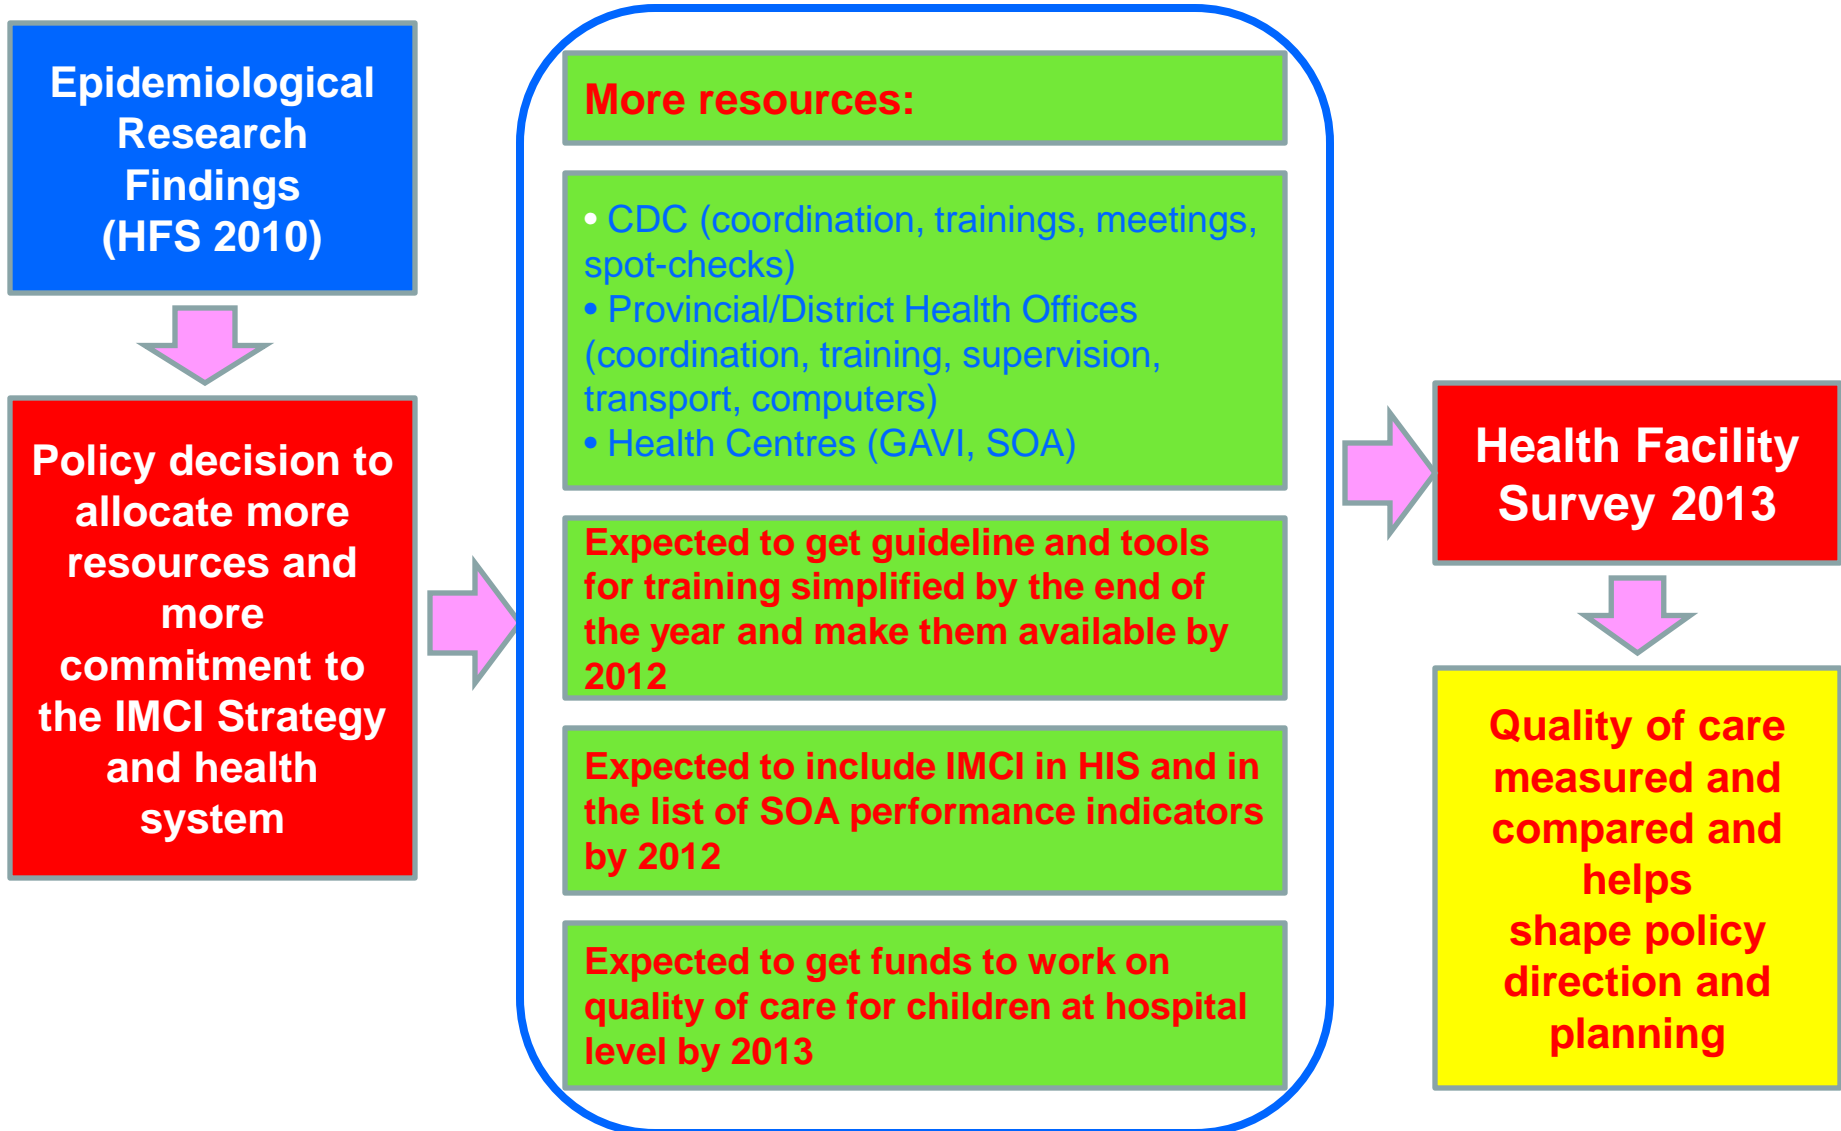 Epidemiological
Research
Findings
(HFS 2010)
Policy decision to
allocate more
resources and
more
commitment to
the IMCI Strategy
and health
system
More resources:
• CDC (coordination, trainings, meetings,
spot-checks)
• Provincial/District Health Offices
(coordination, training, supervision,
transport, computers)
• Health Centres (GAVI, SOA)
Expected to get guideline and tools
for training simplified by the end of
the year and make them available by
2012
Expected to include IMCI in HIS and in
the list of SOA performance indicators
by 2012
Expected to get funds to work on
quality of care for children at hospital
level by 2013
Health Facility
Survey 2013
Quality of care
measured and
compared and
helps
shape policy
direction and
planning